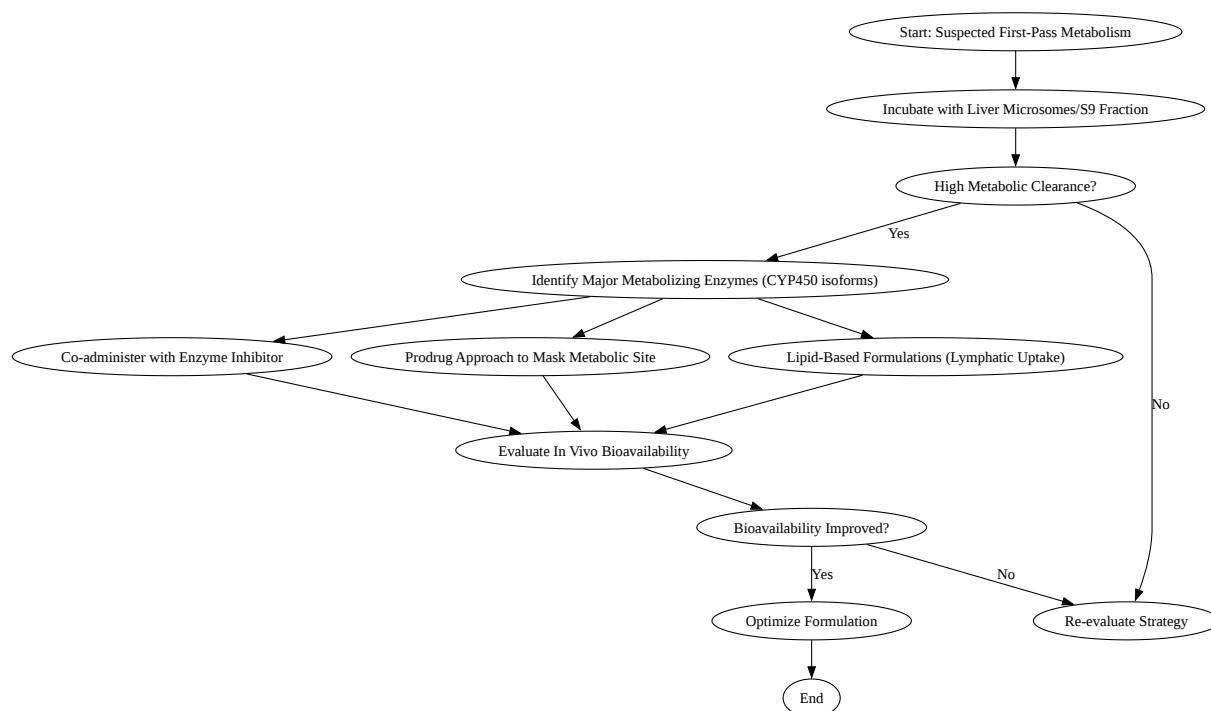 Start: Suspected First-Pass Metabolism
Incubate with Liver Microsomes/S9 Fraction
High Metabolic Clearance?
Yes
Identify Major Metabolizing Enzymes (CYP450 isoforms)
Co-administer with Enzyme Inhibitor
Prodrug Approach to Mask Metabolic Site
Lipid-Based Formulations (Lymphatic Uptake)
No
Evaluate In Vivo Bioavailability
Bioavailability Improved?
Yes
No
Optimize Formulation
Re-evaluate Strategy
End